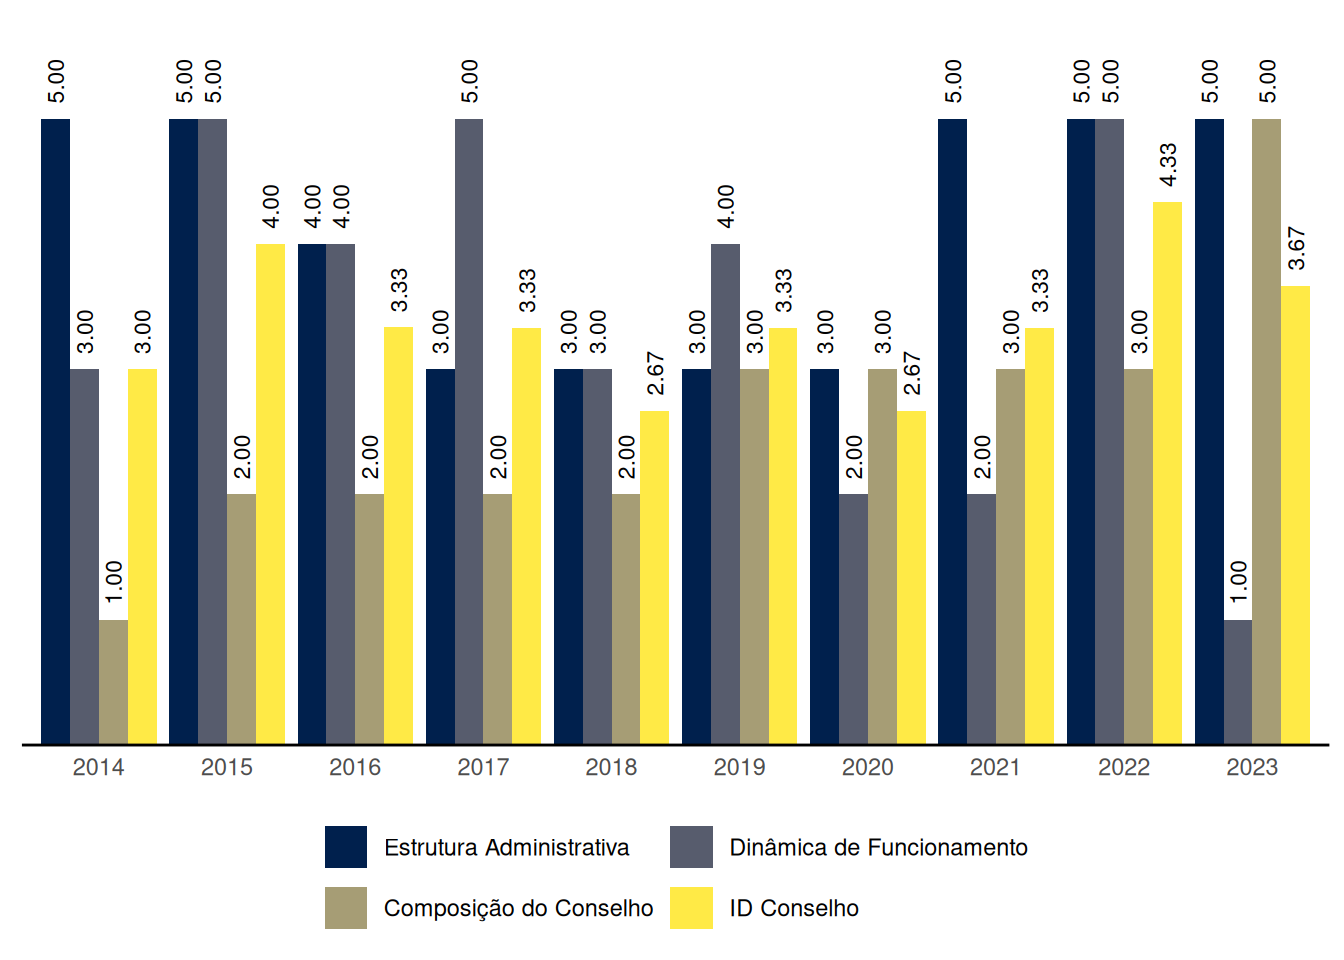 5.00 3.00 1.00 3.00
5.00 5.00 2.00 4.00
4.00 4.00 2.00 3.33
3.00 5.00 2.00 3.33
3.00 3.00 2.00 2.67
3.00 4.00 3.00 3.33
3.00 2.00 3.00 2.67
5.00 2.00 3.00 3.33
5.00 5.00 3.00 4.33
5.00 1.00 5.00 3.67
2014 2015 2016 2017 2018 2019 2020 2021 2022 2023
Estrutura Administrativa Dinâmica de Funcionamento
Composição do Conselho ID Conselho